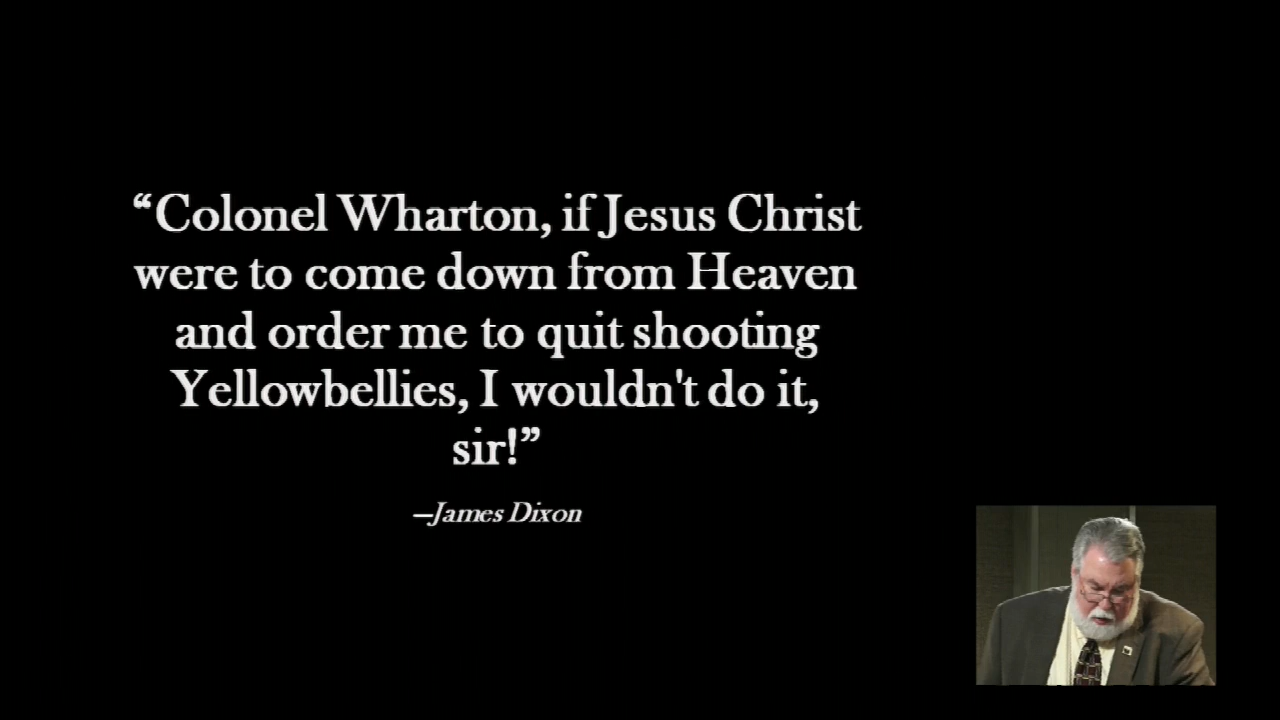 “Colonel Wharton, if Jesus Christ
were to come down from Heaven
and order me to quit shooting
Yellowbellies, I wouldn't do it,
sir!”
—James Dixon